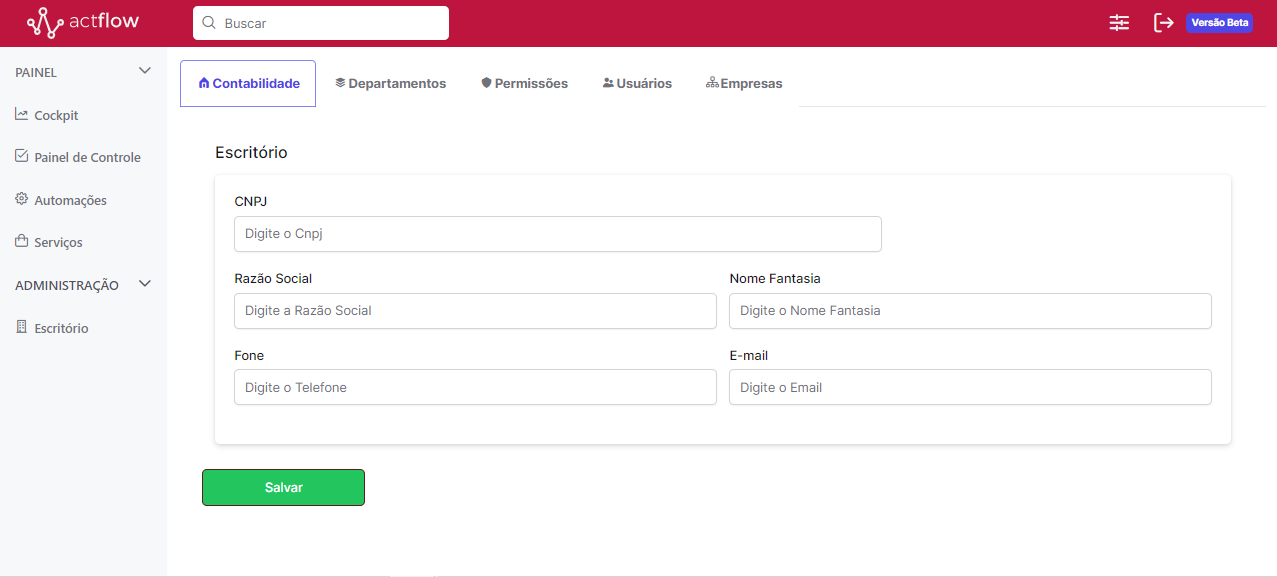 actflow
Buscar
Versão Beta
PAINEL
Cockpit
Painel de Controle
Automações
Serviços
ADMINISTRAÇÃO
Escritório
Contabilidade
Departamentos
Permissões
Usuários
Empresas
Escritório
CNPJ
Digite o Cnpj
Razão Social
Nome Fantasia
Digite a Razão Social
Digite o Nome Fantasia
Fone
E-mail
Digite o Telefone
Digite o Email
Salvar